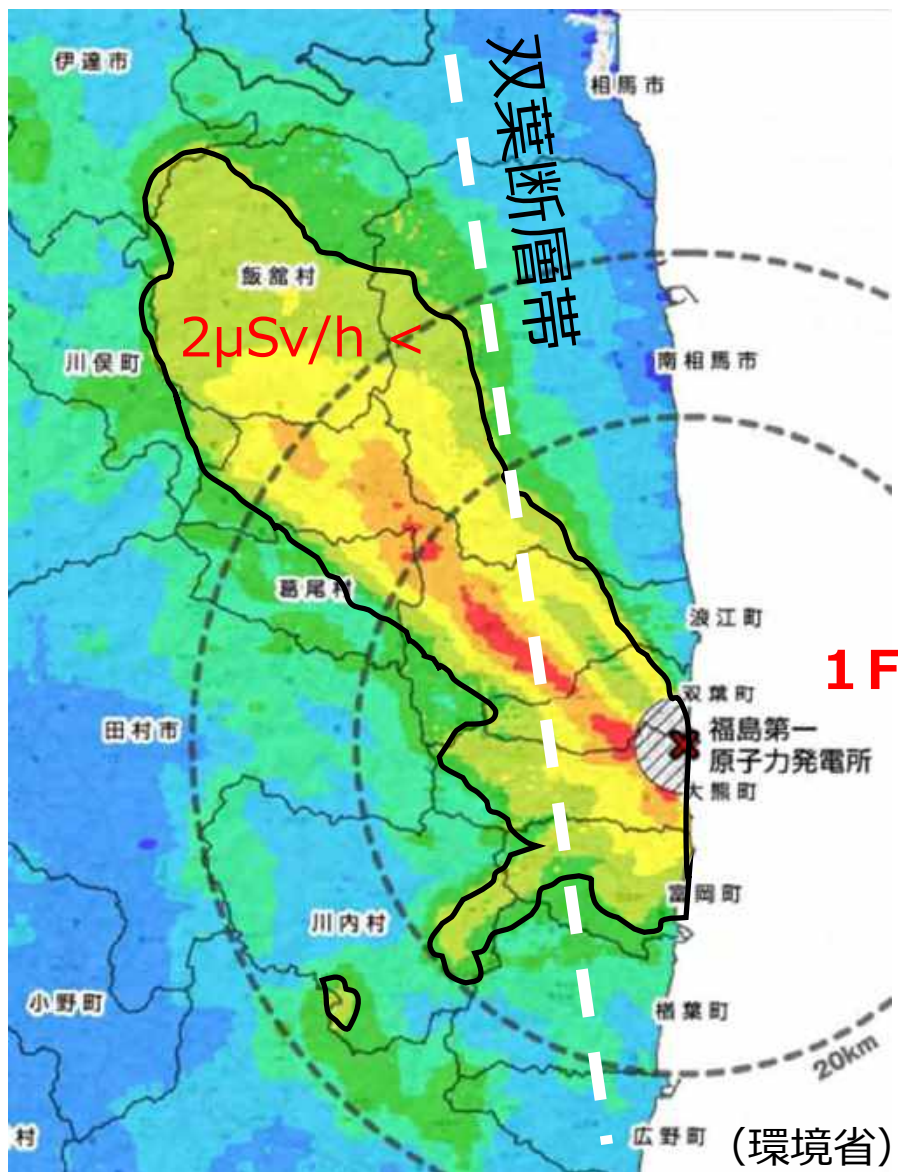 伊達市
双葉断層帯
相馬市
飯舘村
2μSv/h <
川俣町
南相馬市
葛尾村
浪江町
1F
双葉町
田村市
福島第一
原子力発電所
大熊町
富岡町
川内村
小野町
楢葉町
20km
村
広野町
（環境省）